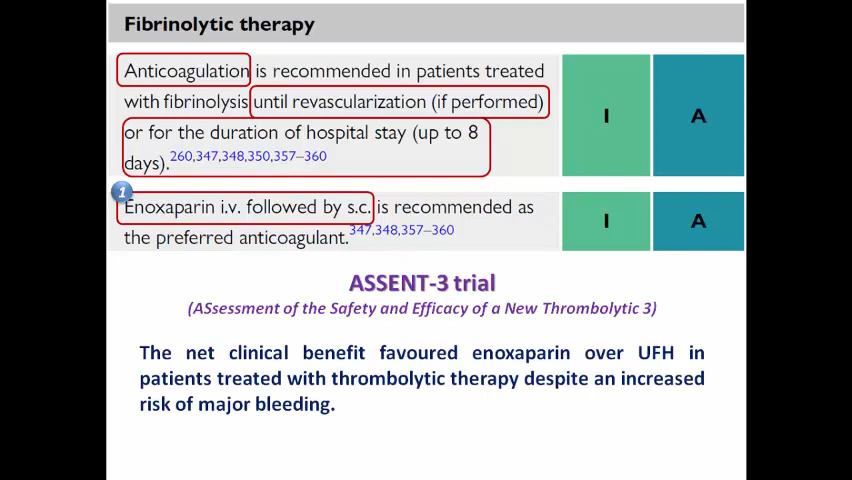 Fibrinolytic therapy
Anticoagulation is recommended in patients treated
with fibrinolysis until revascularization (if performed)
or for the duration of hospital stay (up to 8
days).260,347,348,350,357–360
I
A
1
Enoxaparin i.v. followed by s.c. is recommended as
the preferred anticoagulant.347,348,357–360
I
A
ASSENT-3 trial
(ASsessment of the Safety and Efficacy of a New Thrombolytic 3)
The net clinical benefit favoured enoxaparin over UFH in
patients treated with thrombolytic therapy despite an increased
risk of major bleeding.